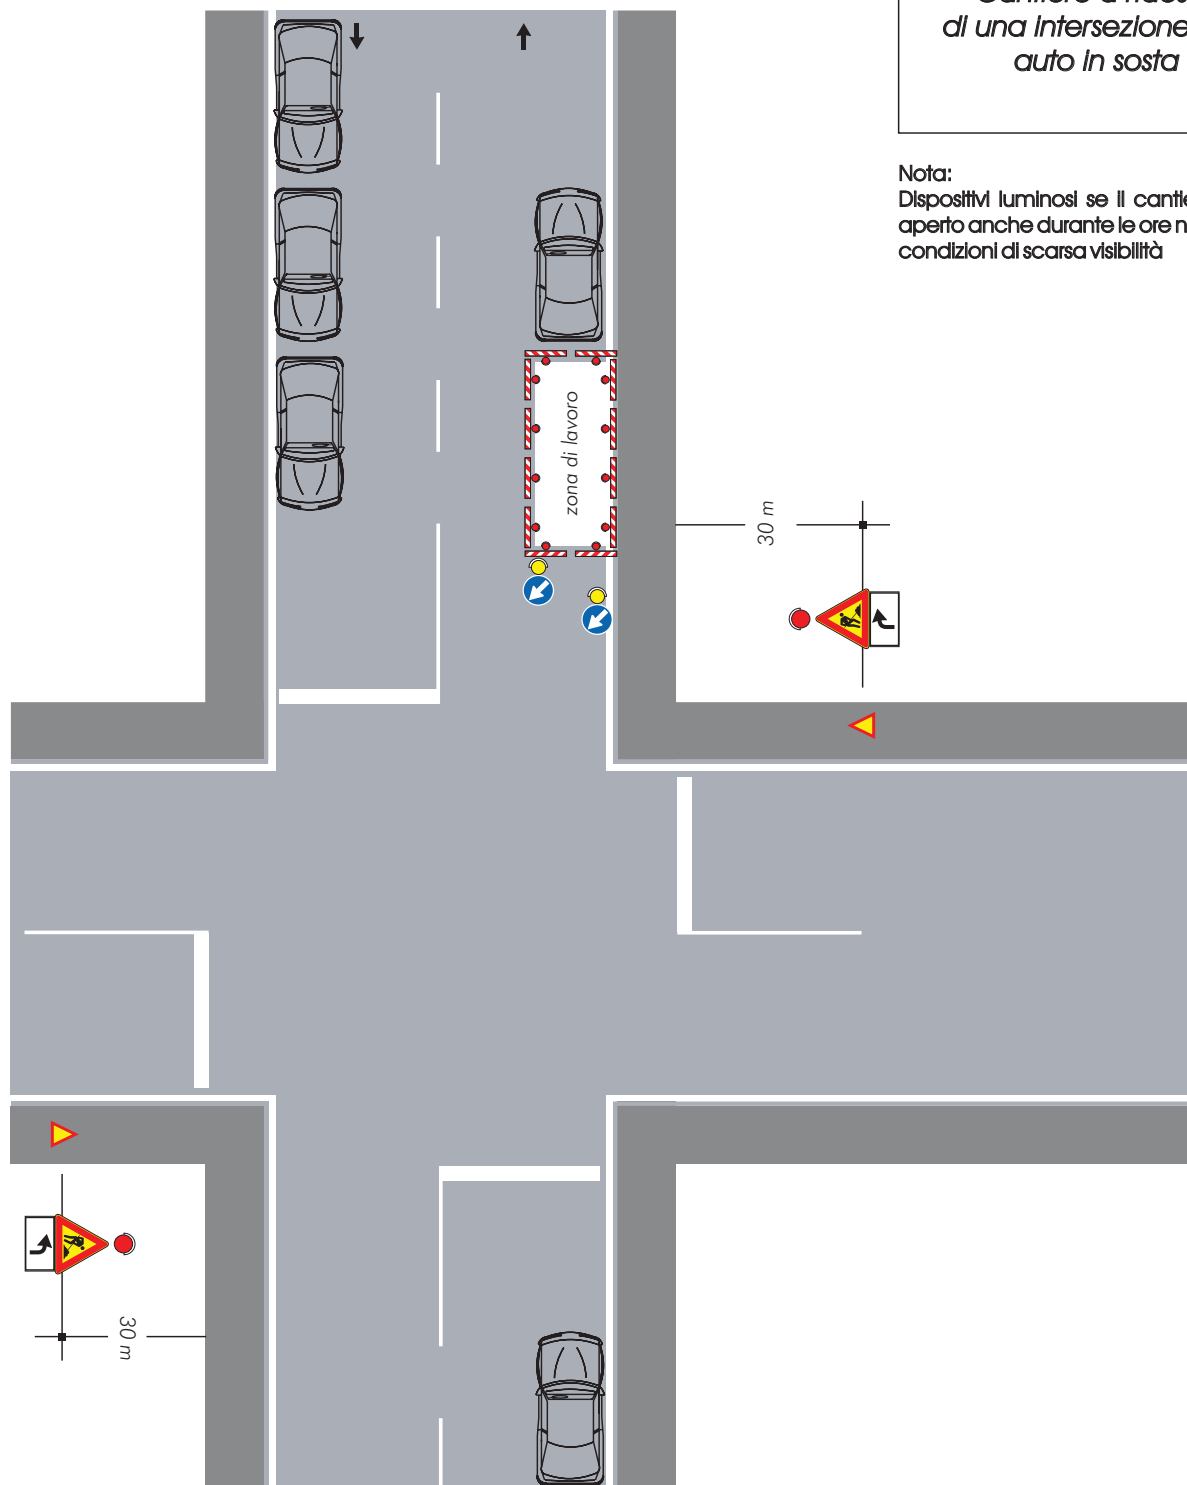 di una intersezione
auto in sosta
Nota:
Dispositivi luminosi se il
aperto anche durante le ore
condizioni di scarsa visibilità
zona di lavoro
30 m
30 m